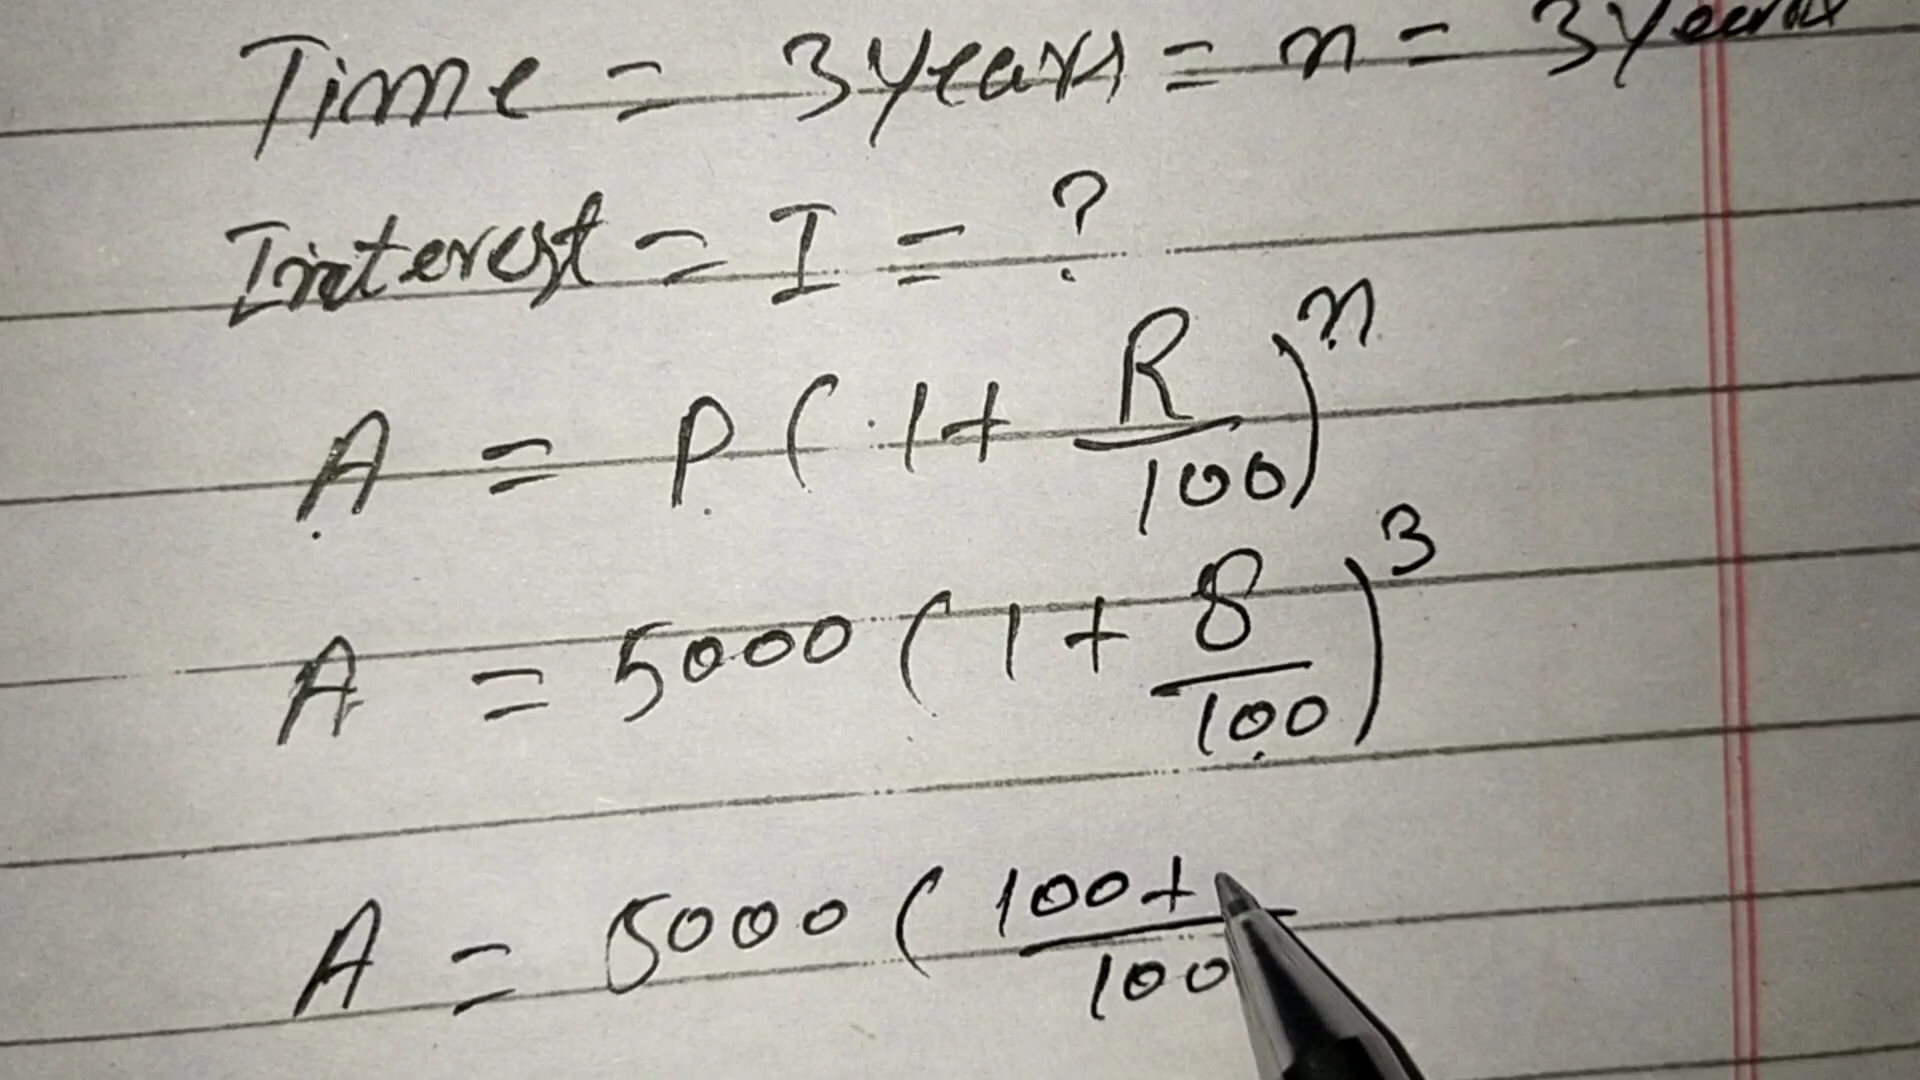 Time = 3 Years = n = 3 Years
Interest = I = ?
A = P ( 1 + R/100 )^n
A = 5000 ( 1 + 8/100 )^3
A = 5000 ( 100 + / 100